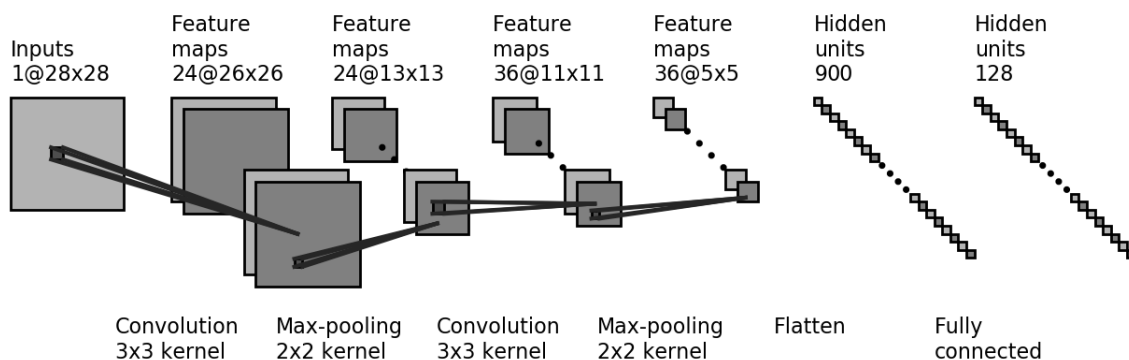 Inputs
1@28x28
Feature
maps
24@26x26
Feature
maps
24@13x13
Feature
maps
36@11x11
Feature
maps
36@5x5
Hidden
units
900
Hidden
units
128
Convolution
3x3 kernel
Max-pooling
2x2 kernel
Convolution
3x3 kernel
Max-pooling
2x2 kernel
Flatten
Fully
connected